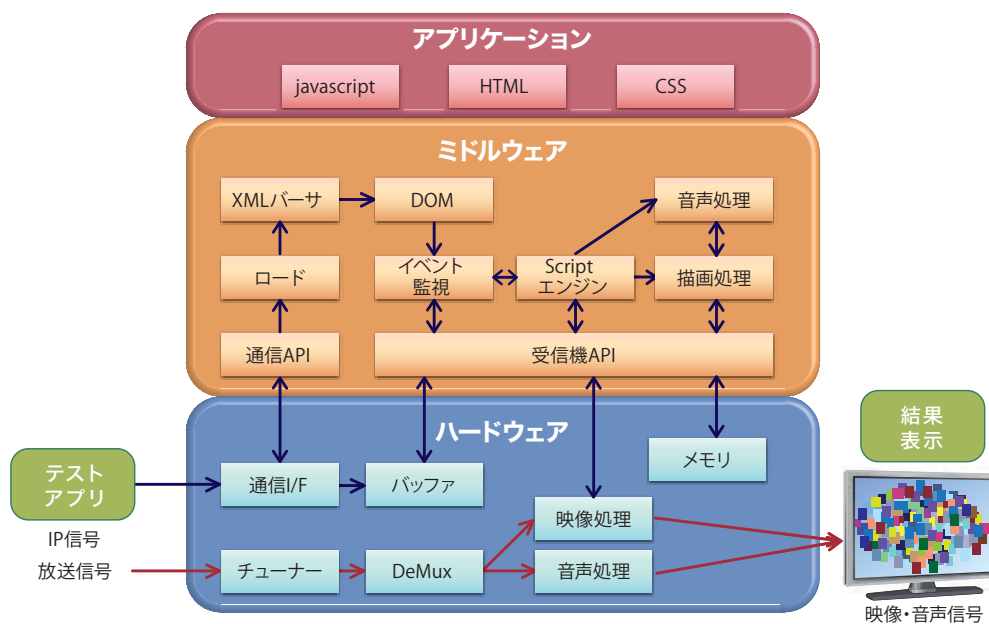 アプリケーション
javascript
HTML
CSS
ミドルウェア
XMLパーサ
DOM
音声処理
ロード
イベント
監視
Script
エンジン
描画処理
通信API
受信機API
ハードウェア
結果
表示
テスト
アプリ
通信I/F
バッファ
メモリ
映像処理
IP信号
放送信号
チューナー
DeMux
音声処理
映像・音声信号